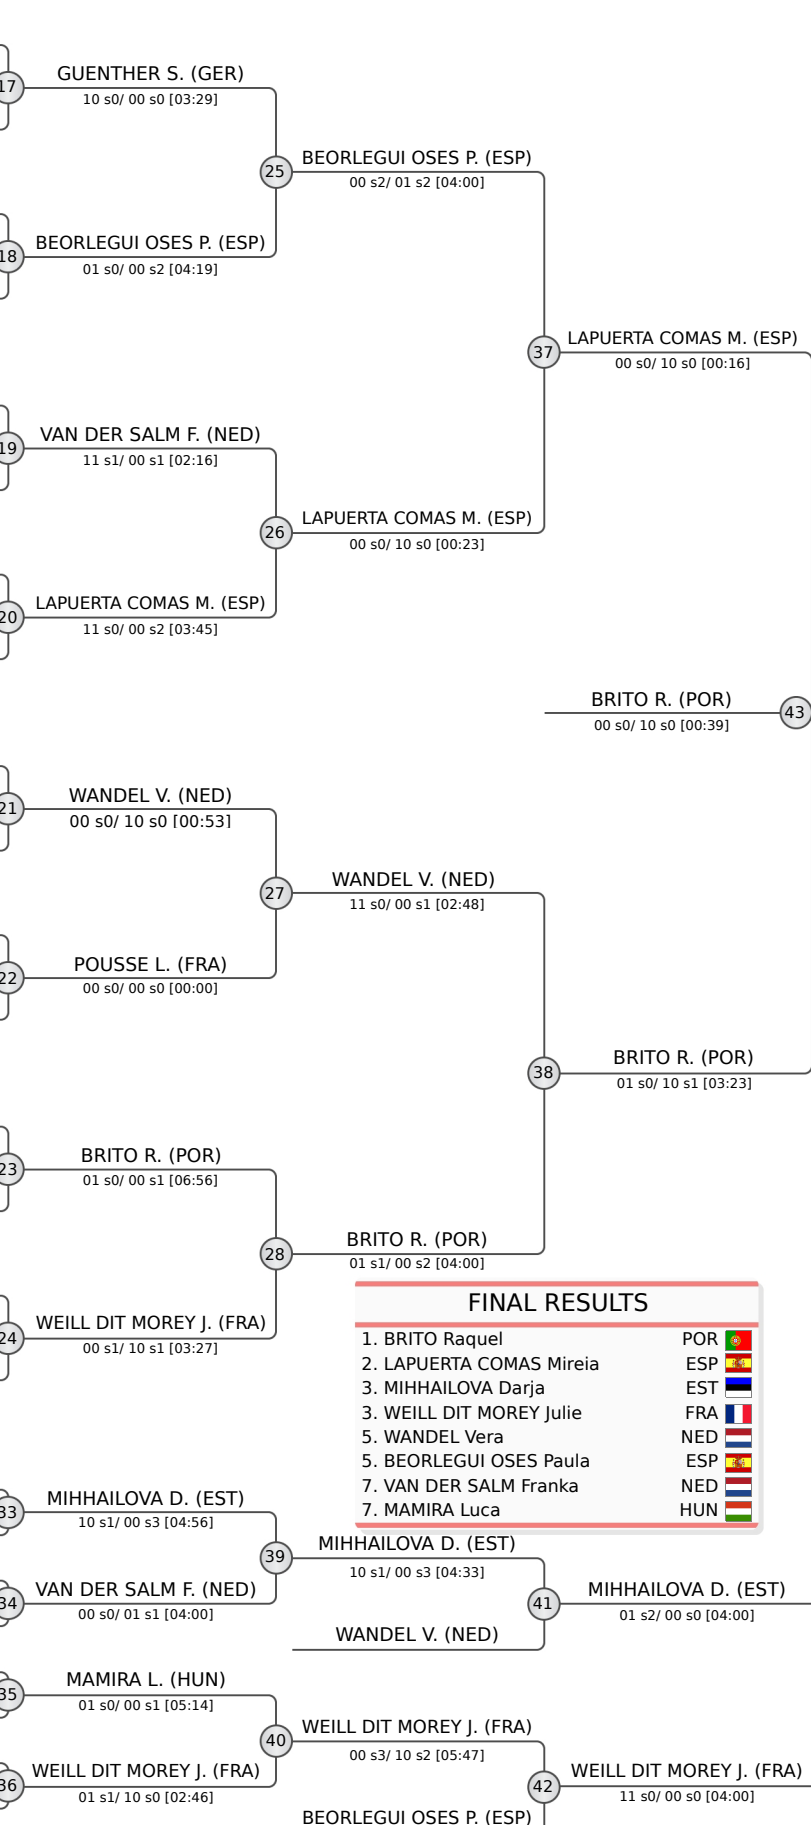 17
GUENTHER S. (GER)
10 s0/ 00 s0 [03:29]
25
BEORLEGUI OSES P. (ESP)
00 s2/ 01 s2 [04:00]
18
BEORLEGUI OSES P. (ESP)
01 s0/ 00 s2 [04:19]
37
LAPUERTA COMAS M. (ESP)
00 s0/ 10 s0 [00:16]
19
VAN DER SALM F. (NED)
11 s1/ 00 s1 [02:16]
26
LAPUERTA COMAS M. (ESP)
00 s0/ 10 s0 [00:23]
20
LAPUERTA COMAS M. (ESP)
11 s0/ 00 s2 [03:45]
BRITO R. (POR)
00 s0/ 10 s0 [00:39]
43
21
WANDEL V. (NED)
00 s0/ 10 s0 [00:53]
27
WANDEL V. (NED)
11 s0/ 00 s1 [02:48]
22
POUSSE L. (FRA)
00 s0/ 00 s0 [00:00]
38
BRITO R. (POR)
01 s0/ 10 s1 [03:23]
23
BRITO R. (POR)
01 s0/ 00 s1 [06:56]
28
BRITO R. (POR)
01 s1/ 00 s2 [04:00]
24
WEILL DIT MOREY J. (FRA)
00 s1/ 10 s1 [03:27]
FINAL RESULTS
1. BRITO Raquel POR
2. LAPUERTA COMAS Mireia ESP
3. MIHHAILOVA Darja EST
3. WEILL DIT MOREY Julie FRA
5. WANDEL Vera NED
5. BEORLEGUI OSES Paula ESP
7. VAN DER SALM Franka NED
7. MAMIRA Luca HUN
33
MIHHAILOVA D. (EST)
10 s1/ 00 s3 [04:56]
39
MIHHAILOVA D. (EST)
10 s1/ 00 s3 [04:33]
34
VAN DER SALM F. (NED)
00 s0/ 01 s1 [04:00]
41
MIHHAILOVA D. (EST)
01 s2/ 00 s0 [04:00]
WANDEL V. (NED)
35
MAMIRA L. (HUN)
01 s0/ 00 s1 [05:14]
40
WEILL DIT MOREY J. (FRA)
00 s3/ 10 s2 [05:47]
36
WEILL DIT MOREY J. (FRA)
01 s1/ 10 s0 [02:46]
42
WEILL DIT MOREY J. (FRA)
11 s0/ 00 s0 [04:00]
BEORLEGUI OSES P. (ESP)